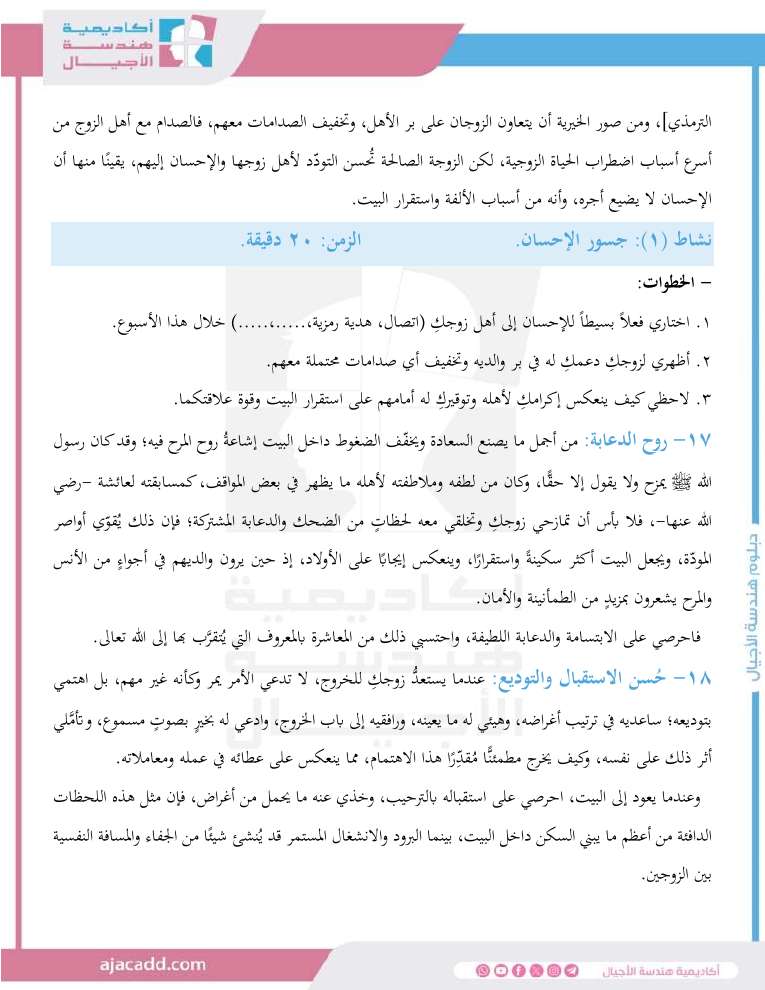 أكاديمية
هندسة
الأجيال
الترمذي]، ومن صور الخيرية أن يتعاون الزوجان على بر الأهل، وتخفيف الصدامات معهم، فالصدام مع أهل الزوج من
أسرع أسباب اضطراب الحياة الزوجية، لكن الزوجة الصالحة تُحسن التودّد لأهل زوجها والإحسان إليهم، يقينًا منها أن
الإحسان لا يضيع أجره، وأنه من أسباب الألفة واستقرار البيت.
نشاط (١): جسور الإحسان. الزمن: ٢٠ دقيقة.
- الخطوات:
١. اختاري فعلاً بسيطاً للإحسان إلى أهل زوجكِ (اتصال، هدية رمزية،.....،.....) خلال هذا الأسبوع.
٢. أظهري لزوجكِ دعمكِ له في بر والديه وتخفيف أي صدامات محتملة معهم.
٣. لاحظي كيف ينعكس إكرامكِ لأهله وتوقيركِ له أمامهم على استقرار البيت وقوة علاقتكما.
١٧- روح الدعابة: من أجمل ما يصنع السعادة ويخفّف الضغوط داخل البيت إشاعةُ روح المرح فيه؛ وقد كان رسول
الله ﷺ يمزح ولا يقول إلا حقًّا، وكان من لطفه وملاطفته لأهله ما يظهر في بعض المواقف، كمسابقته لعائشة -رضي
الله عنها-، فلا بأس أن تمازحي زوجكِ وتخلقي معه لحظاتٍ من الضحك والدعابة المشتركة؛ فإن ذلك يُقوّي أواصر
المودّة، ويجعل البيت أكثر سكينةً واستقرارًا، وينعكس إيجابًا على الأولاد، إذ حين يرون والديهم في أجواءٍ من الأنس
والمرح يشعرون بمزيدٍ من الطمأنينة والأمان.
فاحرصي على الابتسامة والدعابة اللطيفة، واحتسبي ذلك من المعاشرة بالمعروف التي يُتقرَّب بها إلى الله تعالى.
١٨- حُسن الاستقبال والتوديع: عندما يستعدُّ زوجكِ للخروج، لا تدعي الأمر يمر وكأنه غير مهم، بل اهتمي
بتوديعه؛ ساعديه في ترتيب أغراضه، وهيئي له ما يعينه، ورافقيه إلى باب الخروج، وادعي له بخيرٍ بصوتٍ مسموع، وتأمَّلي
أثر ذلك على نفسه، وكيف يخرج مطمئنًّا مُقدِّرًا هذا الاهتمام، مما ينعكس على عطائه في عمله ومعاملاته.
وعندما يعود إلى البيت، احرصي على استقباله بالترحيب، وخذي عنه ما يحمل من أغراض، فإن مثل هذه اللحظات
الدافئة من أعظم ما يبني السكن داخل البيت، بينما البرود والانشغال المستمر قد يُنشئ شيئًا من الجفاء والمسافة النفسية
بين الزوجين.
دبلوم هندسة الأجيال
أكاديمية
هندسة
الأجيال
أكاديمية هندسة الأجيال
ajacadd.com